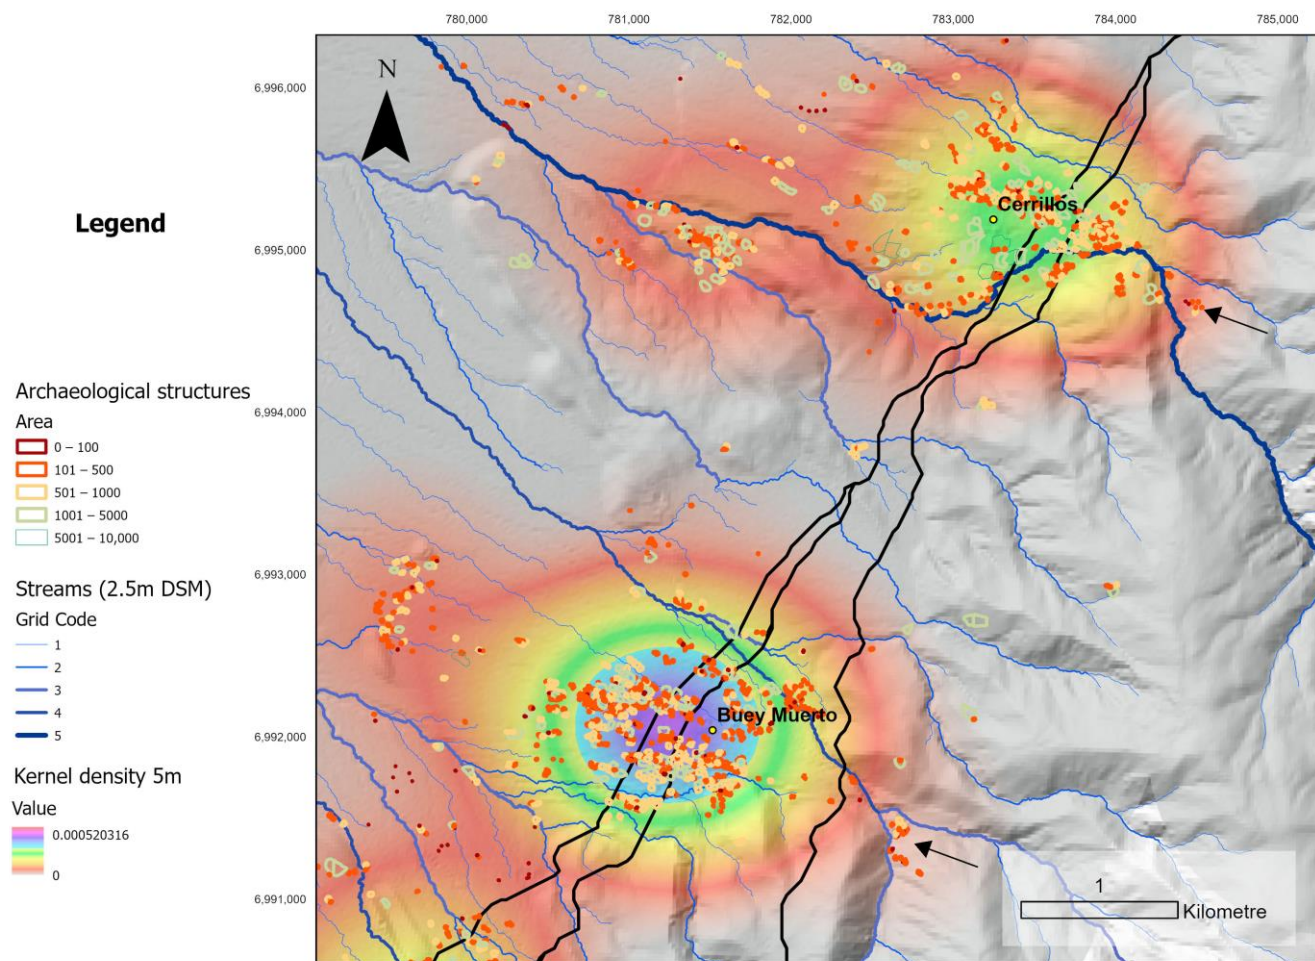 780,000 781,000 782,000 783,000 784,000 785,000
6,996,000
6,995,000
6,994,000
6,993,000
6,992,000
6,991,000
N
Legend
Archaeological structures
Area
0 – 100
101 – 500
501 – 1000
1001 – 5000
5001 – 10,000
Streams (2.5m DSM)
Grid Code
1
2
3
4
5
Kernel density 5m
Value
0.000520316
0
Cerrillos
Buey Muerto
1
Kilometre